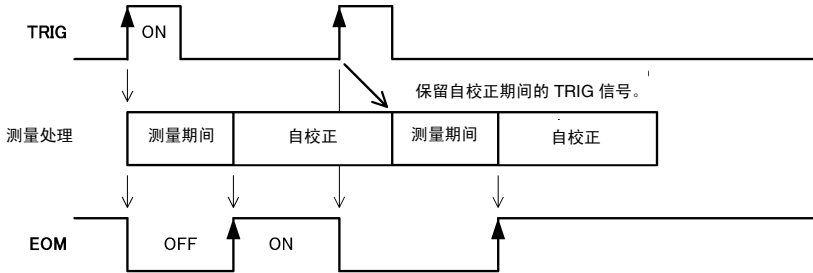 TRIG
ON
保留自校正期间的 TRIG 信号。
测量处理
测量期间
自校正
测量期间
自校正
EOM
OFF
ON